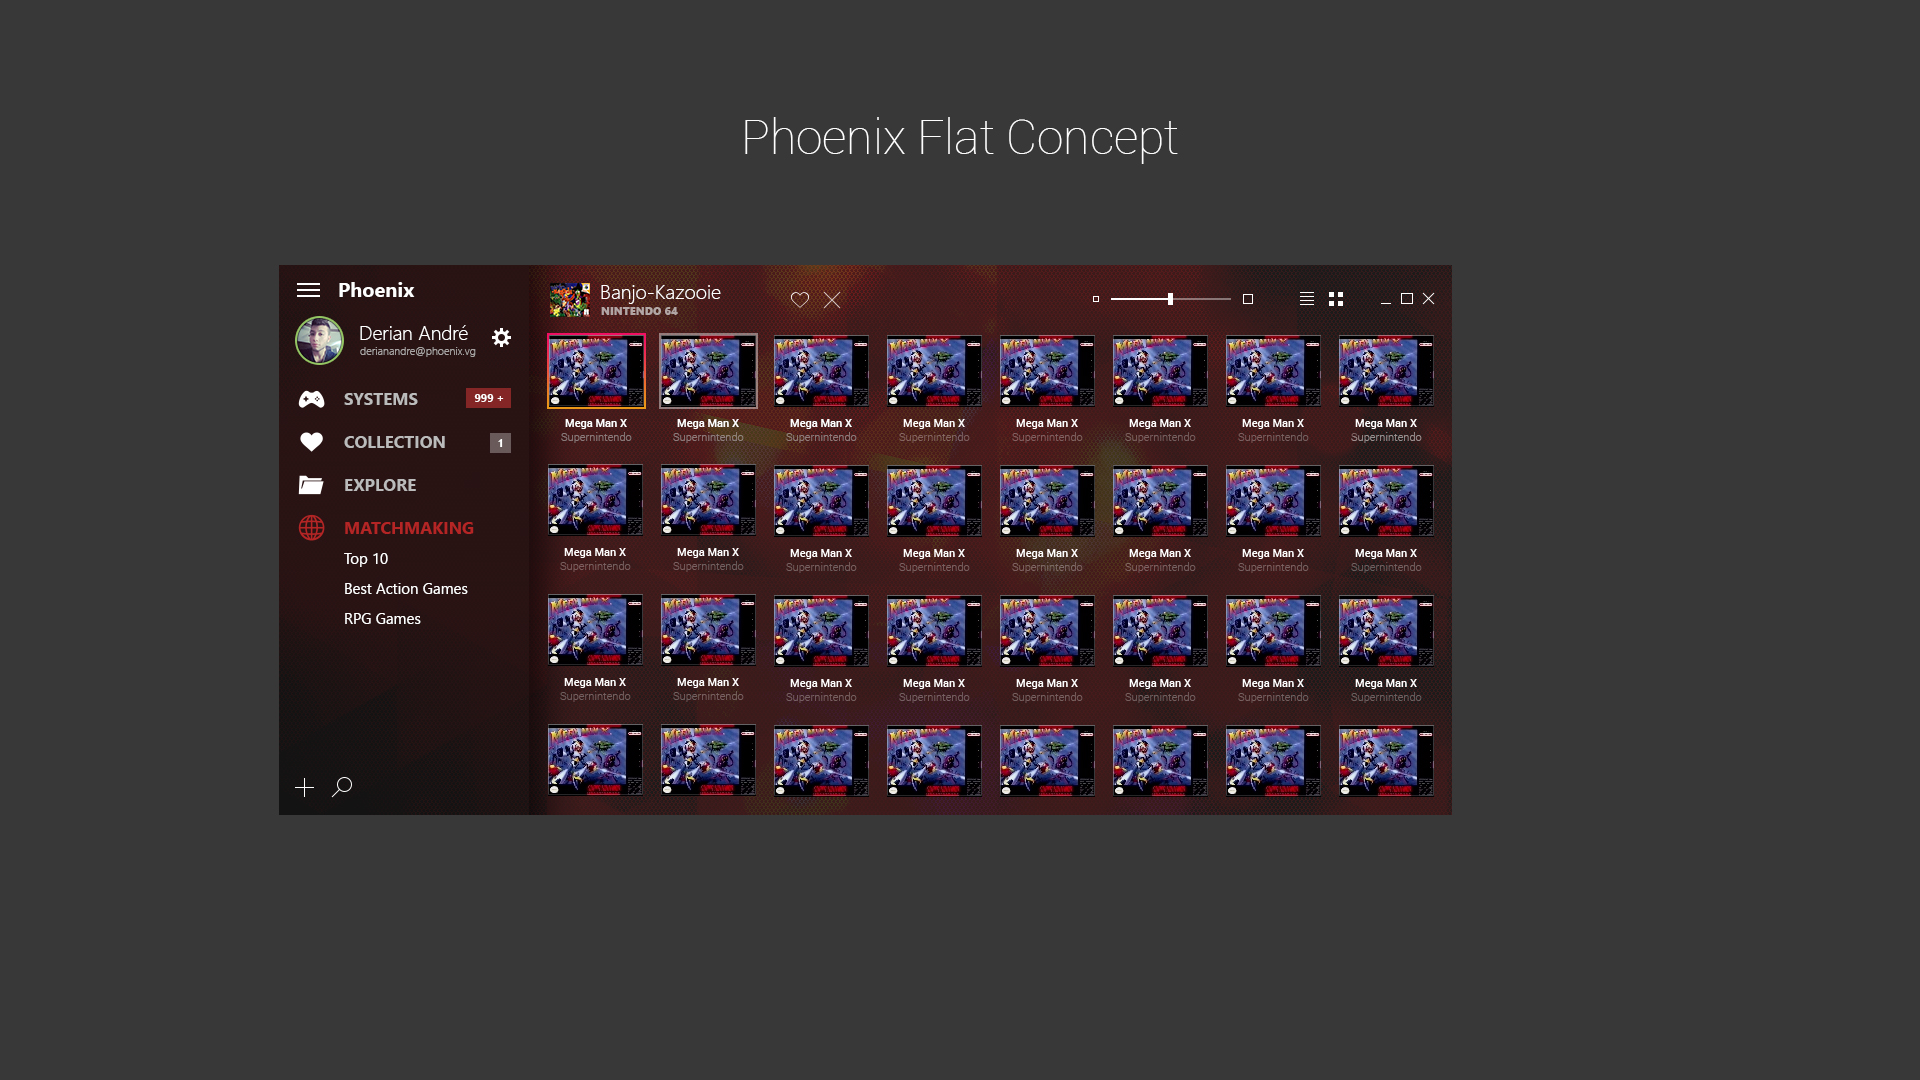 Phoenix Flat Concept
Phoenix
Derian André
derianandre@phoenix.vg
SYSTEMS 999 +
COLLECTION 1
EXPLORE
MATCHMAKING
Top 10
Best Action Games
RPG Games
Banjo-Kazooie
NINTENDO 64
Mega Man X Mega Man X Mega Man X Mega Man X Mega Man X Mega Man X Mega Man X Mega Man X
Supernintendo Supernintendo Supernintendo Supernintendo Supernintendo Supernintendo Supernintendo Supernintendo
Mega Man X Mega Man X Mega Man X Mega Man X Mega Man X Mega Man X Mega Man X Mega Man X
Supernintendo Supernintendo Supernintendo Supernintendo Supernintendo Supernintendo Supernintendo Supernintendo
Mega Man X Mega Man X Mega Man X Mega Man X Mega Man X Mega Man X Mega Man X Mega Man X
Supernintendo Supernintendo Supernintendo Supernintendo Supernintendo Supernintendo Supernintendo Supernintendo